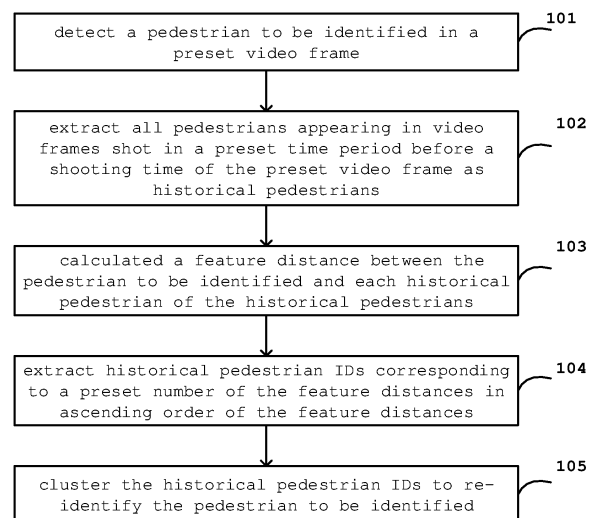 101
detect a pedestrian to be identified in a
preset video frame
102
extract all pedestrians appearing in video
frames shot in a preset time period before a
shooting time of the preset video frame as
historical pedestrians
103
calculated a feature distance between the
pedestrian to be identified and each historical
pedestrian of the historical pedestrians
104
extract historical pedestrian IDs corresponding
to a preset number of the feature distances in
ascending order of the feature distances
105
cluster the historical pedestrian IDs to re-
identify the pedestrian to be identified